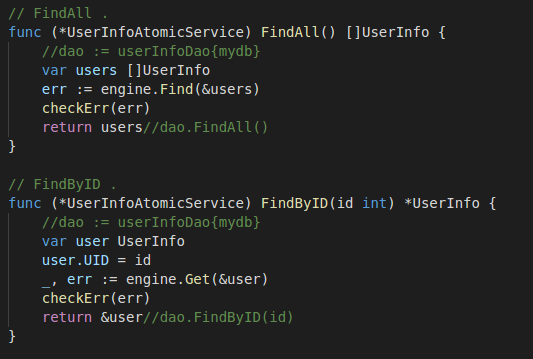 // FindAll .
func (*UserInfoAtomicService) FindAll() []UserInfo {
    //dao := userInfoDao{mydb}
    var users []UserInfo
    err := engine.Find(&users)
    checkErr(err)
    return users//dao.FindAll()
}

// FindByID .
func (*UserInfoAtomicService) FindByID(id int) *UserInfo {
    //dao := userInfoDao{mydb}
    var user UserInfo
    user.UID = id
    _, err := engine.Get(&user)
    checkErr(err)
    return &user//dao.FindByID(id)
}